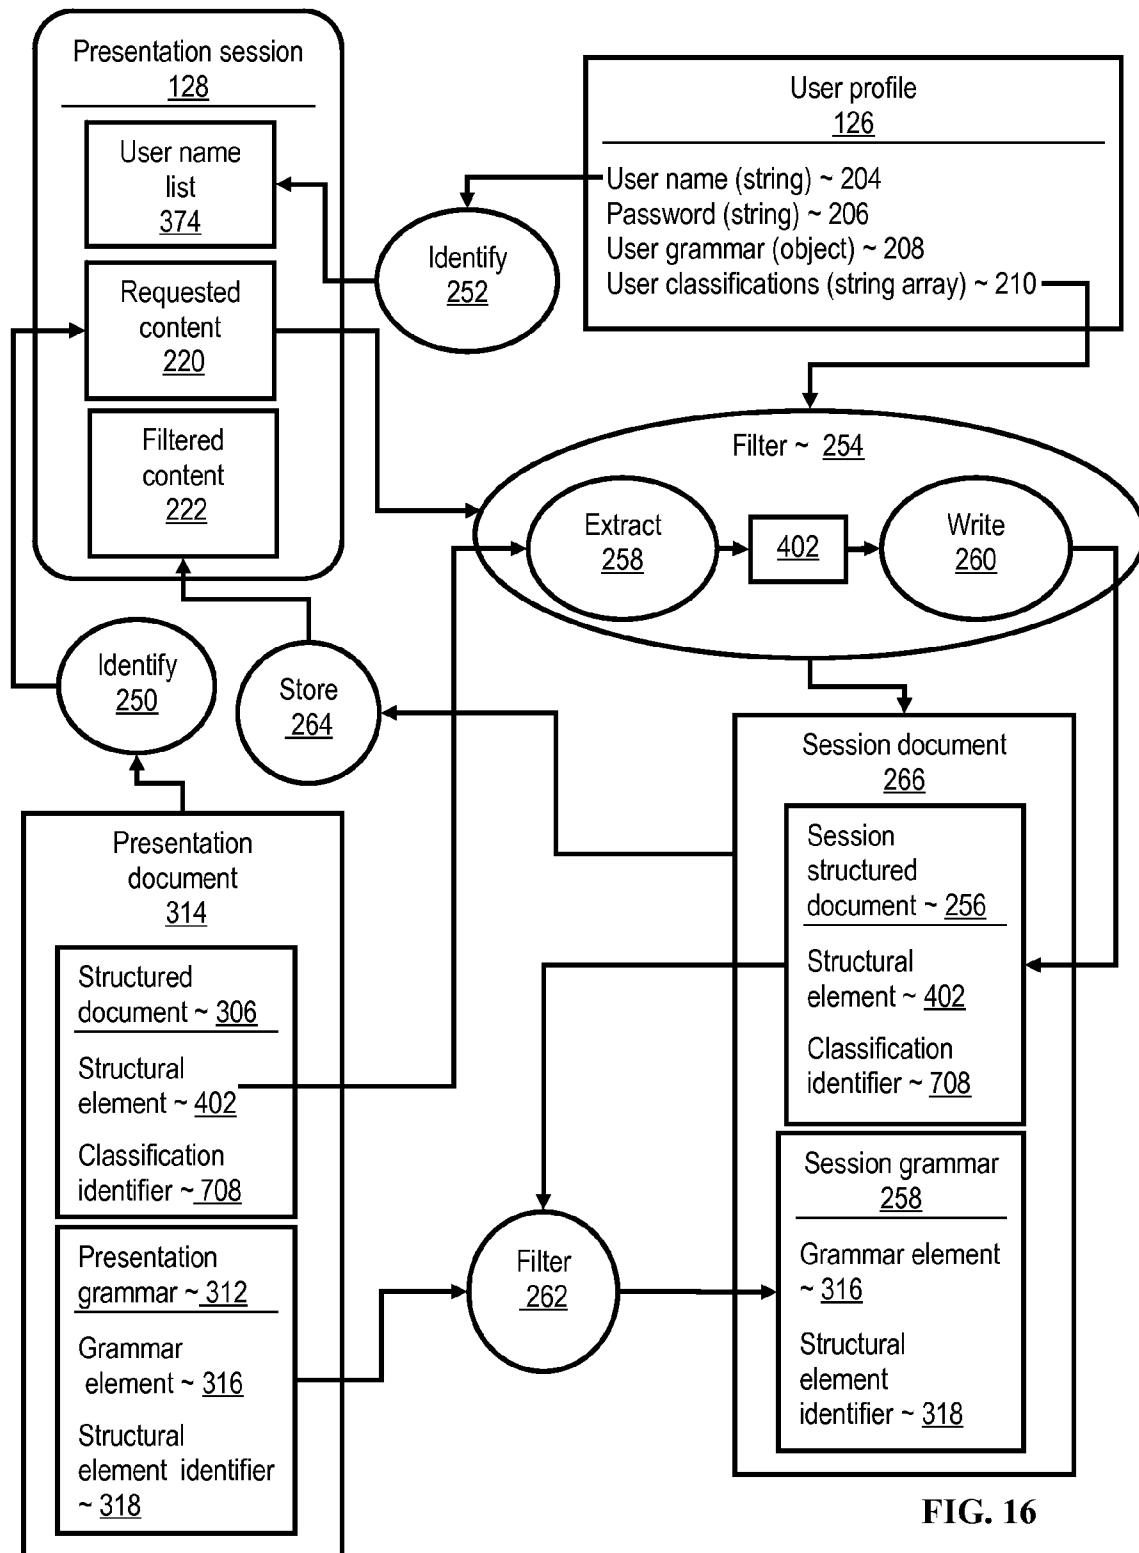 Presentation session
128
User name
list
374
Requested
content
220
Filtered
content
222
User profile
126
User name (string) ~ 204
Password (string) ~ 206
User grammar (object) ~ 208
User classifications (string array) ~ 210
Identify
252
Filter ~ 254
Extract
258
402
Write
260
Identify
250
Store
264
Presentation
document
314
Structured
document ~ 306
Structural
element ~ 402
Classification
identifier ~ 708
Presentation
grammar ~ 312
Grammar
element ~ 316
Structural
element identifier
~ 318
Filter
262
Session document
266
Session
structured
document ~ 256
Structural
element ~ 402
Classification
identifier ~ 708
Session grammar
258
Grammar element
~ 316
Structural
element
identifier ~ 318
FIG. 16